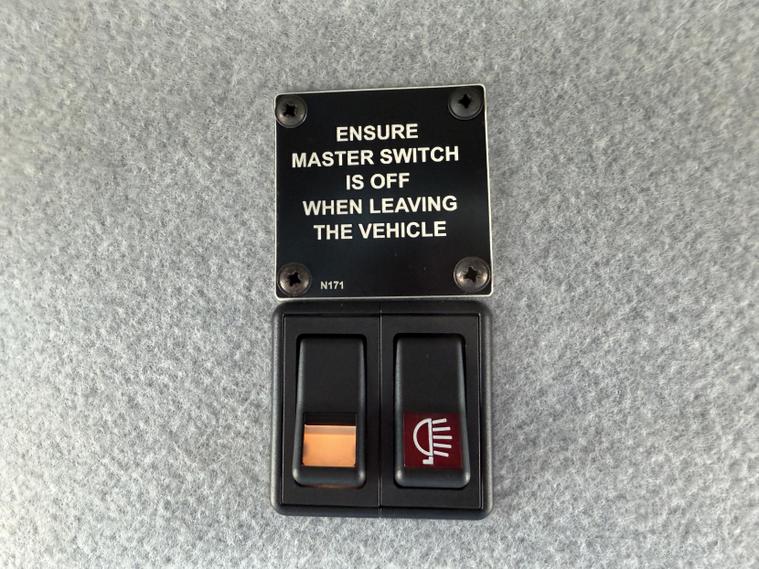 ENSURE
MASTER SWITCH
IS OFF
WHEN LEAVING
THE VEHICLE
N171